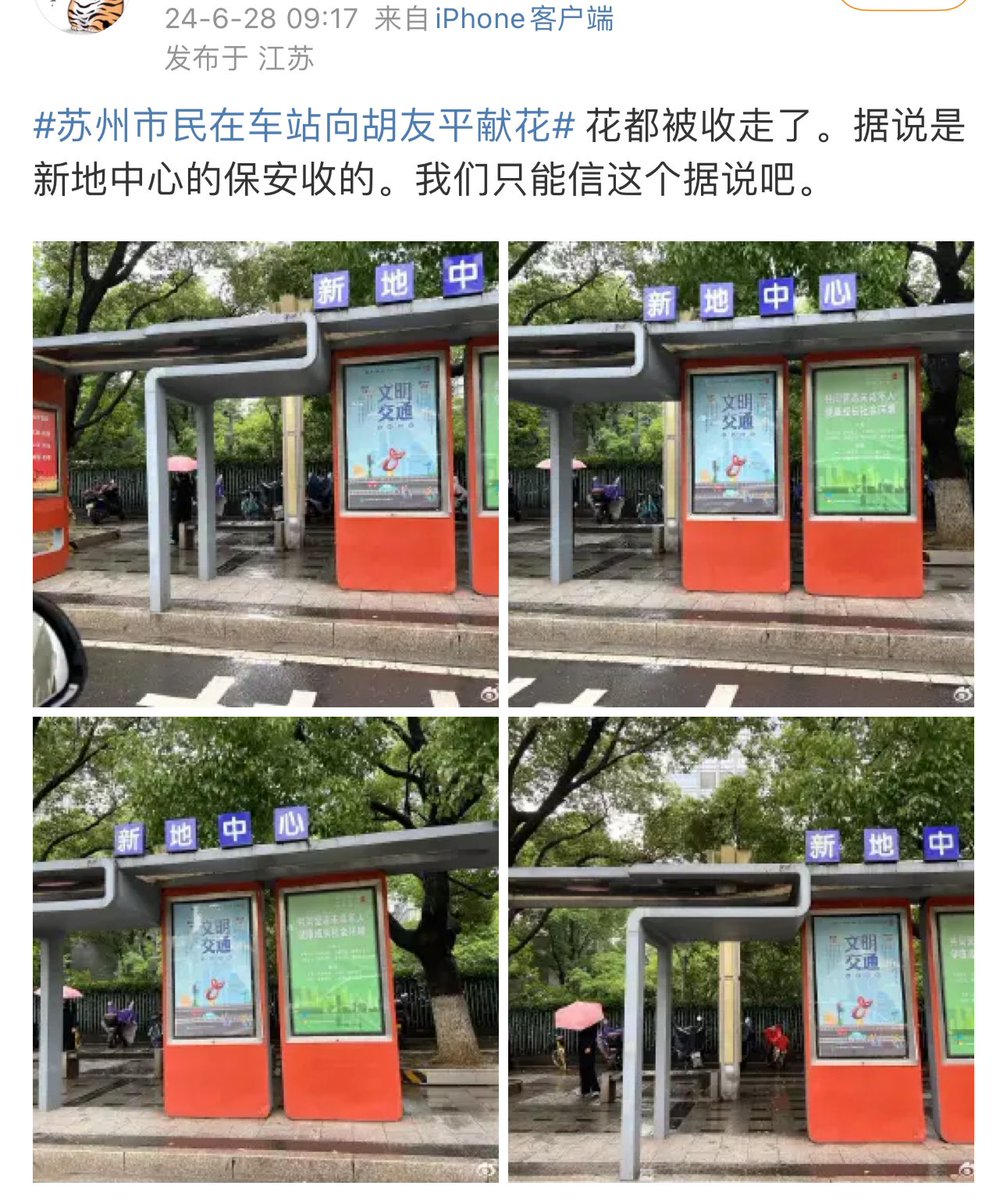 24-6-28 09:17 来自 iPhone客户端
发布于 江苏
#苏州市民在车站向胡友平献花# 花都被收走了。据说是
新地中心的保安收的。我们只能信这个据说吧。
新地中
文明
交通
新地中心
文明
交通
新地中心
文明
交通
新地中
文明
交通